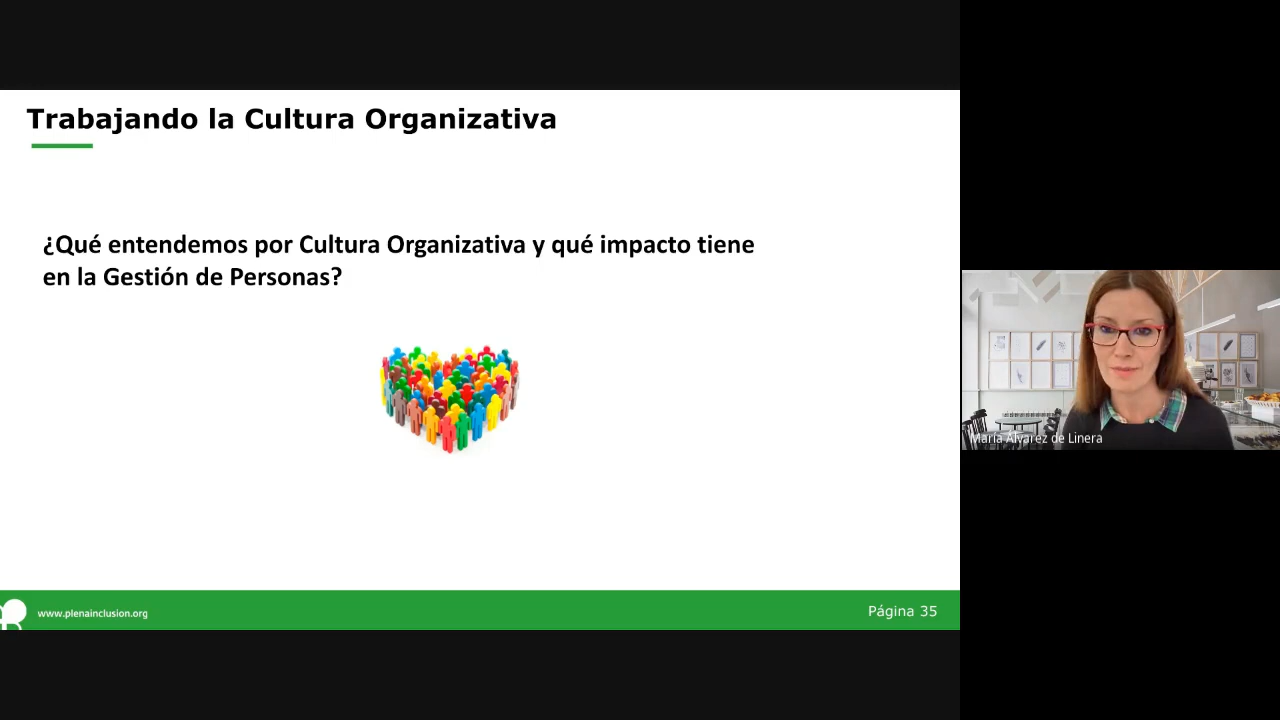 Trabajando la Cultura Organizativa
¿Qué entendemos por Cultura Organizativa y qué impacto tiene
en la Gestión de Personas?
María Álvarez de Linera
www.plenainclusion.org
Página 35